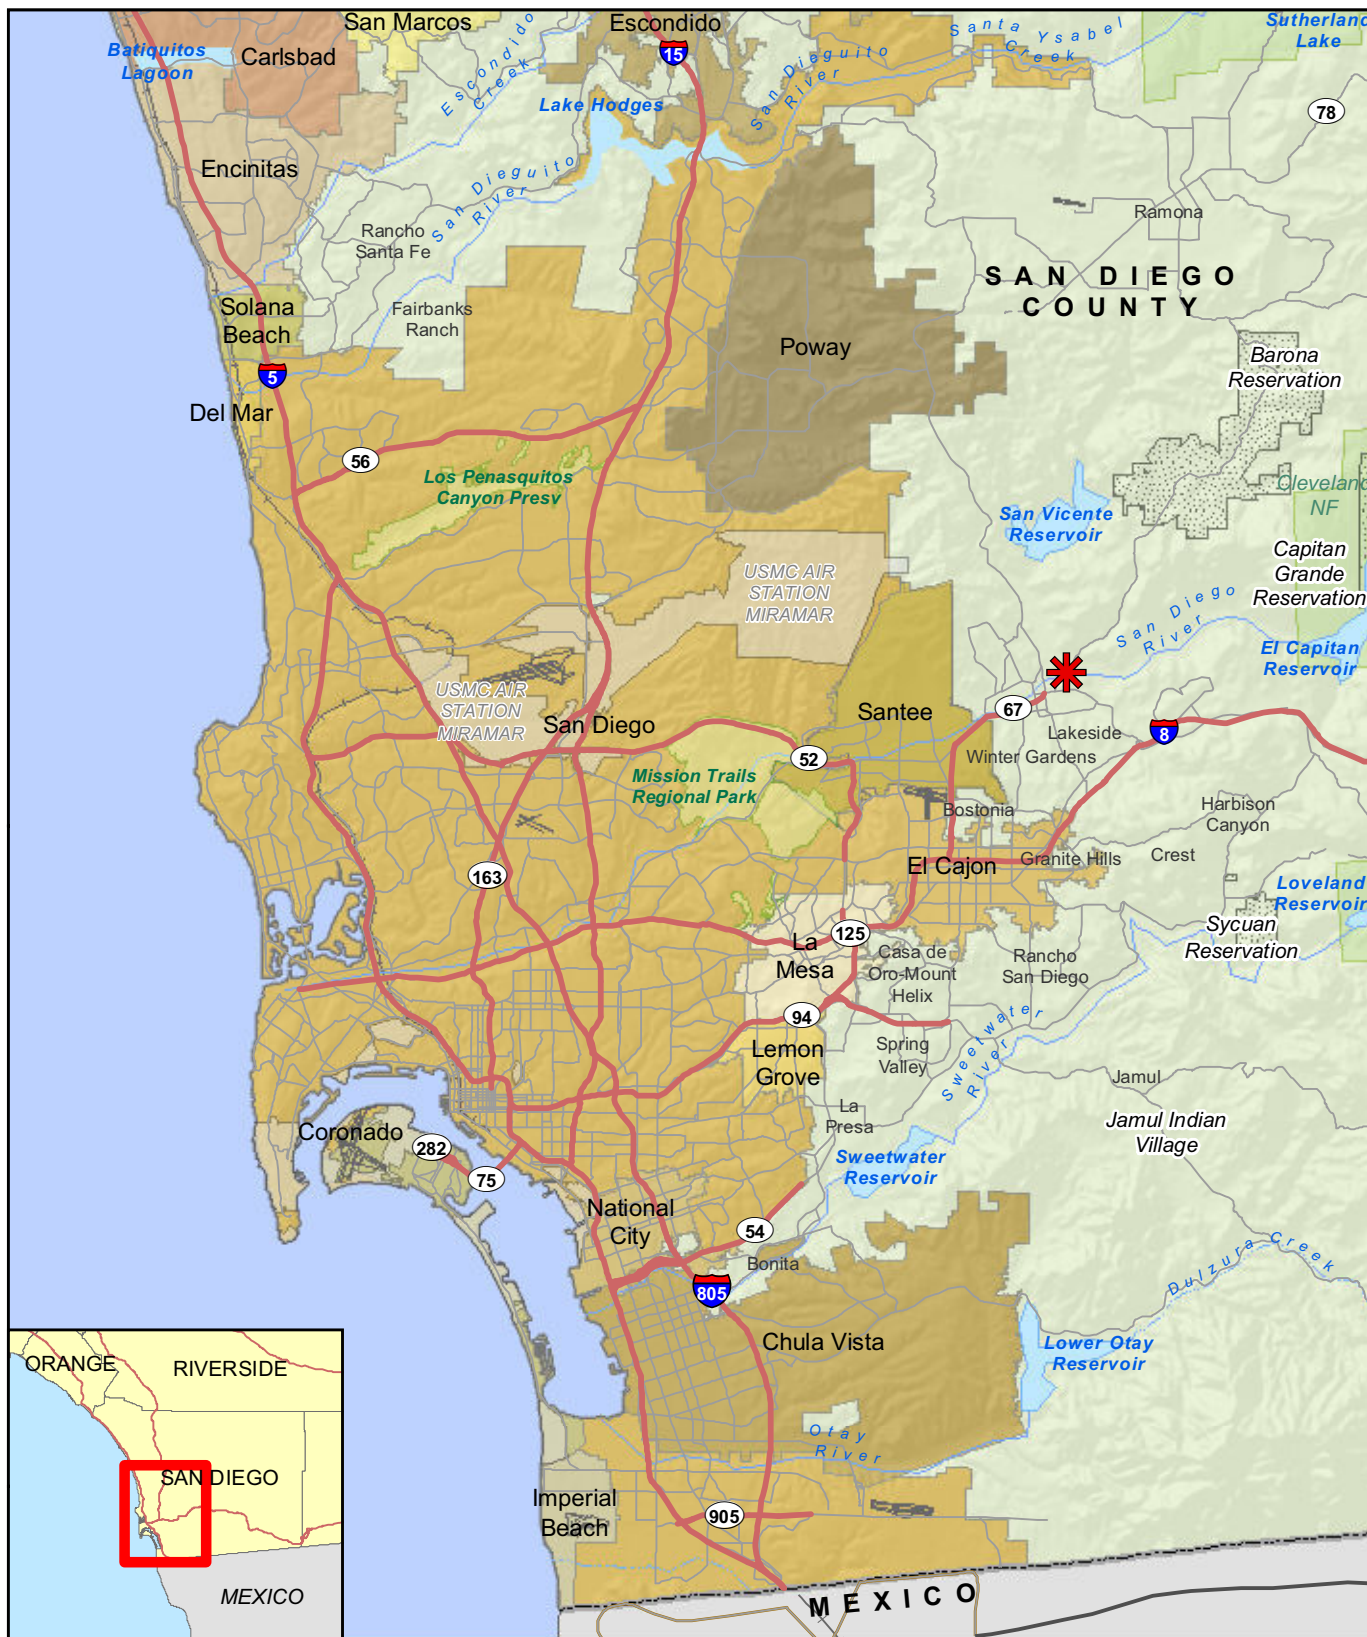 San Marcos
Escondido
Sutherland
Lake
Batiquitos
Lagoon
Carlsbad
15
Escondido
Creek
San Dieguito
River
Santa Ysabel
Creek
Lake Hodges
78
Encinitas
San Dieguito
River
Rancho
Santa Fe
Ramona
SAN DIEGO
COUNTY
Solana
Beach
Fairbanks
Ranch
Poway
Barona
Reservation
5
Del Mar
56
Los Penasquitos
Canyon Presv
San Vicente
Reservoir
Cleveland
NF
Capitan
Grande
Reservation
USMC AIR
STATION
MIRAMAR
San Diego
River
El Capitan
Reservoir
USMC AIR
STATION
MIRAMAR
San Diego
Santee
67
Lakeside
8
Winter Gardens
52
Mission Trails
Regional Park
Bostonia
Harbison
Canyon
El Cajon
Granite Hills
Crest
163
Loveland
Reservoir
125
La
Mesa
Casa de
Oro-Mount
Helix
Rancho
San Diego
Sycuan
Reservation
94
Lemon
Grove
Spring
Valley
Sweetwater
River
Jamul
La
Presa
Jamul Indian
Village
Coronado
282
75
Sweetwater
Reservoir
National
City
54
Bonita
805
Dulzura Creek
Chula Vista
Lower Otay
Reservoir
Otay
River
Imperial
Beach
905
MEXICO
ORANGE
RIVERSIDE
SAN DIEGO
MEXICO